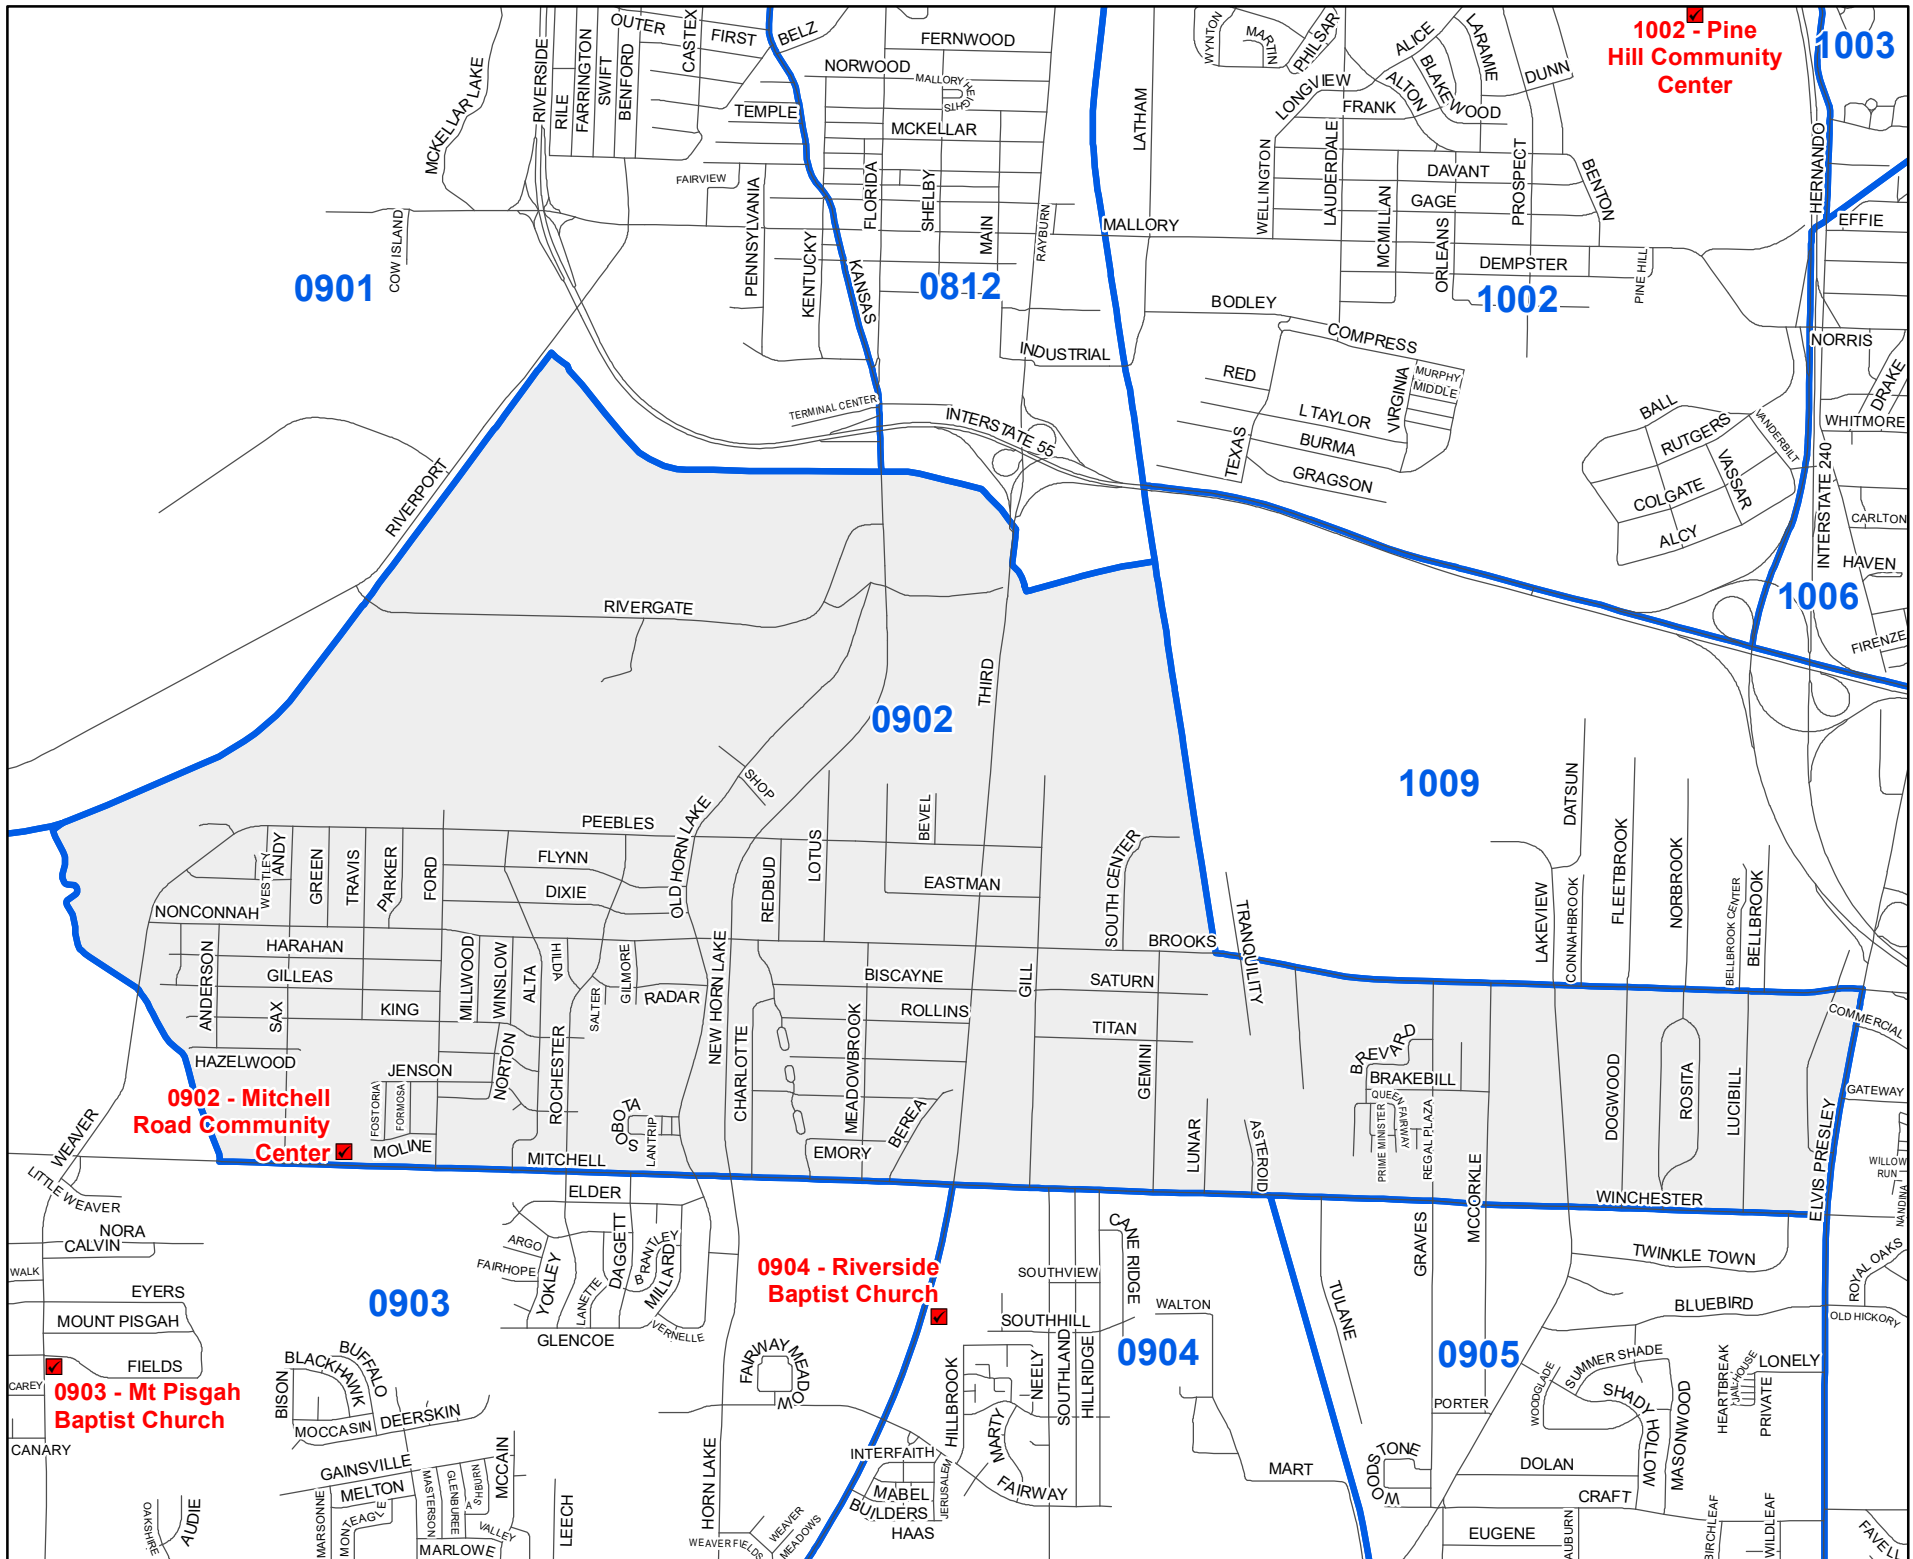 OUTER
FIRST
BELZ
CASTEX
RIVERSIDE
RILE
FARRINGTON
SWIFT
BENFORD
MCKELLAR LAKE
FERNWOOD
NORWOOD
MALLORY HEIGHTS
TEMPLE
MCKELLAR
FAIRVIEW
PENNSYLVANIA
KENTUCKY
KANSAS
FLORIDA
SHELBY
MAIN
RAYBURN
LATHAM
MALLORY
COW ISLAND
0901
0812
WYNTON
MARTIN
PHILSAR
ALICE
LARAMIE
DUNN
LONGVIEW
ALTON
BLAKEWOOD
FRANK
WELLINGTON
LAUDERDALE
DAVANT
GAGE
MCMILLAN
ORLEANS
PROSPECT
BENTON
DEMPSTER
PINE HILL
1002
1002 - Pine
Hill Community
Center
1003
HERNANDO
EFFIE
BODLEY
COMPRESS
INDUSTRIAL
RED
MURPHY
MIDDLE
VIRGINIA
L TAYLOR
BURMA
GRAGSON
TEXAS
NORRIS
DRAKE
WHITMORE
BALL
RUTGERS
VANDERBILT
VASSAR
COLGATE
ALCY
INTERSTATE 240
CARLTON
HAVEN
1006
FIRENZE
TERMINAL CENTER
INTERSTATE 55
RIVERPORT
RIVERGATE
THIRD
0902
SHOP
1009
DATSUN
PEEBLES
OLD HORN LAKE
BEVEL
LOTUS
REDBUD
EASTMAN
SOUTH CENTER
FLYNN
DIXIE
WESTLEY
ANDY
GREEN
TRAVIS
PARKER
FORD
NONCONNAH
HARAHAN
GILLEAS
KING
ANDERSON
SAX
HAZELWOOD
MILLWOOD
WINSLOW
ALTA
HILDA
SALTER
GILMORE
RADAR
NEW HORN LAKE
BROOKS
BISCAYNE
SATURN
GILL
ROLLINS
TITAN
TRANQUILITY
LAKEVIEW
CONNAHBROOK
FLEETBROOK
NORBROOK
BELLBROOK CENTER
BELLBROOK
COMMERCIAL
JENSON
NORTON
ROCHESTER
FOSTORIA
FORMOSA
MOLINE
SOBOTA
LANTRIP
CHARLOTTE
MEADOWBROOK
BEREA
EMORY
GEMINI
LUNAR
ASTEROID
BREVARD
BRAKEBILL
QUEEN
PRIME MINISTER
FAIRWAY
REGAL PLAZA
MCCORKLE
DOGWOOD
ROSITA
LUCIBILL
ELVIS PRESLEY
GATEWAY
WILLOW
RUN
NANDINA
0902 - Mitchell
Road Community
Center
WEAVER
LITTLE WEAVER
MITCHELL
WINCHESTER
NORA
CALVIN
WALK
EYERS
MOUNT PISGAH
FIELDS
CAREY
CANARY
0903 - Mt Pisgah
Baptist Church
0903
ELDER
ARGO
FAIRHOPE
YOKLEY
LANETTE
DAGGETT
BRANTLEY
MILLARD
VERNELLE
GLENCOE
0904 - Riverside
Baptist Church
CANE RIDGE
SOUTHVIEW
SOUTHHILL
WALTON
0904
NEELY
SOUTHLAND
HILLRIDGE
HILLBROOK
MARTY
TULANE
GRAVES
0905
TWINKLE TOWN
BLUEBIRD
ROYAL OAKS
OLD HICKORY
LONELY
SUMMER SHADE
WOODGLADE
SHADY HOLLOW
MASONWOOD
HEARTBREAK
JAILHOUSE
PRIVATE
PORTER
BISON
BLACKHAWK
BUFFALO
MOCCASIN
DEERSKIN
FAIRWAY
MEADOW
INTERFAITH
MABEL
BUILDERS
HAAS
JERUSALEM
FAIRWAY
MART
WOODSTONE
DOLAN
CRAFT
EUGENE
AUBURN
BIRCHLEAF
WILDLEAF
FAVELL
GAINSVILLE
MELTON
MARSONNE
MONTEAGLE
MASTERSON
GLENBUREE
MCCAIN
VALLEY
MARLOWE
LEECH
OAKSHIRE
AUDIE
HORN LAKE
WEAVER FIELDS
WEAVER
MEADOWS